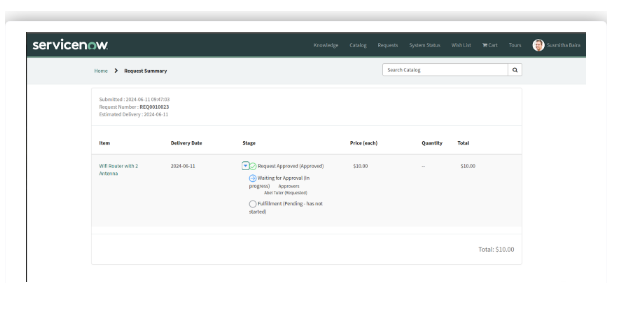 servicenow
Knowledge Catalog Requests System Status Wish List Cart Tours
Home > Request Summary
Search Catalog
Submitted : 2024-06-11 09:47:03
Request Number : REQ0010023
Estimated Delivery : 2024-06-11
Item Delivery Date Stage Price (each) Quantity Total
Wifi Router with 2 2024-06-11 Request Approved (Approved) $10.00 -- $10.00
Antenna
Waiting for Approval (In
progress) Approvers
Abel Tuter (Requested)
Fulfillment (Pending - has not
started)
Total: $10.00